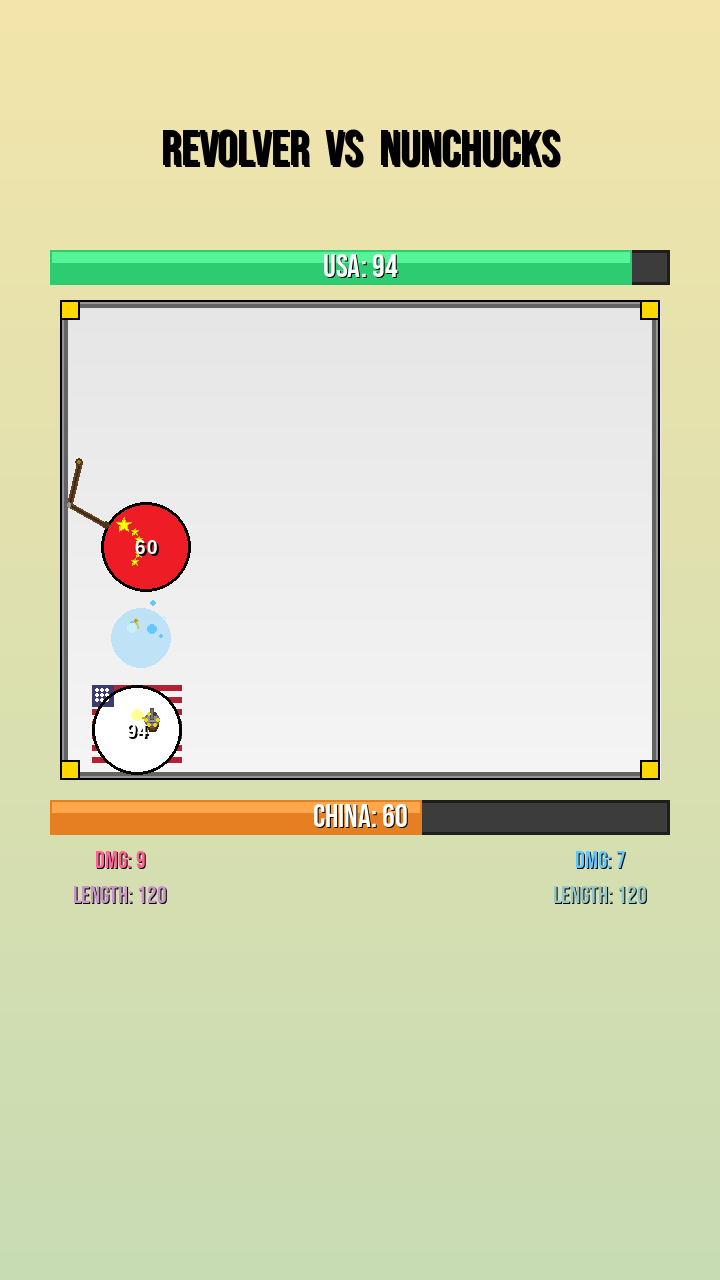 REVOLVER VS NUNCHUCKS
USA: 94
60
94
CHINA: 60
DMG: 9
DMG: 7
LENGTH: 120
LENGTH: 120